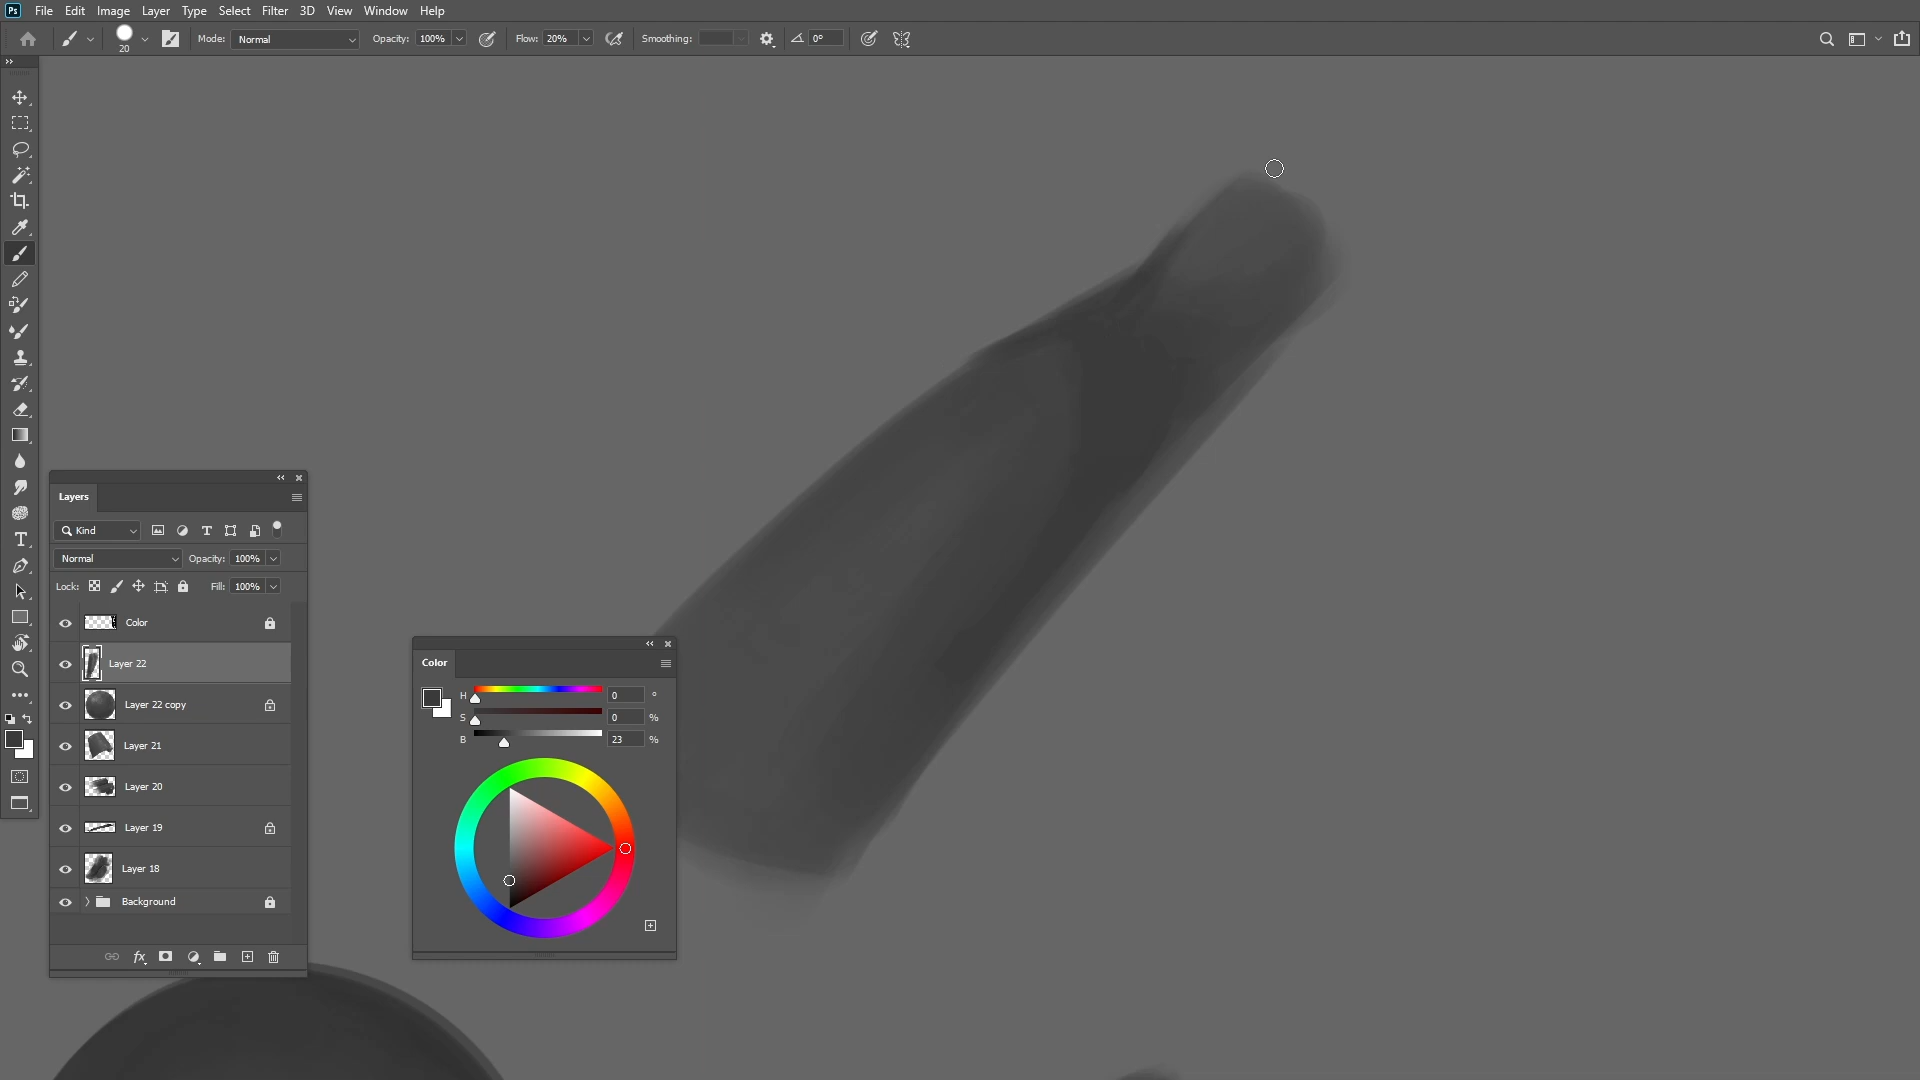 Ps File Edit Image Layer Type Select Filter 3D View Window Help
20 Mode: Normal Opacity: 100% Flow: 20% Smoothing: 0°
Layers
Kind
Normal Opacity: 100%
Lock: Fill: 100%
Color
Layer 22
Layer 22 copy
Layer 21
Layer 20
Layer 19
Layer 18
Background
fx
Color
H 0 °
S 0 %
B 23 %